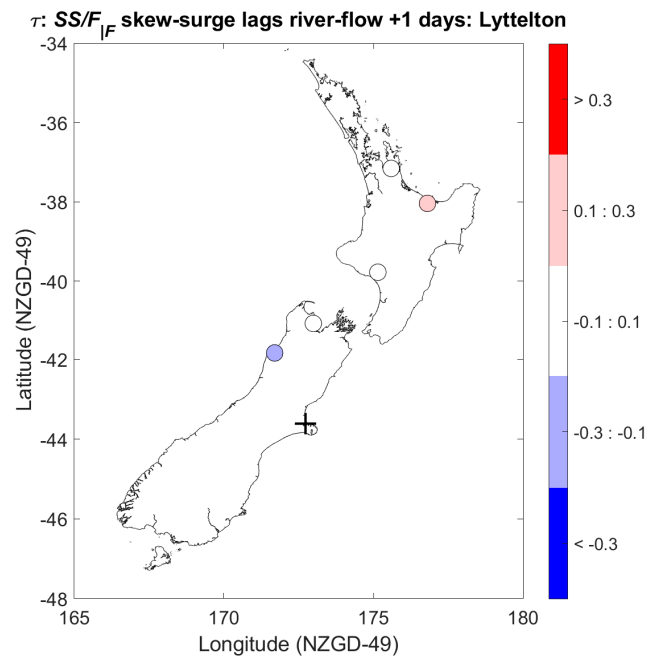 τ: SS/F|F skew-surge lags river-flow +1 days: Lyttelton
-34
-36
-38
-40
-42
-44
-46
-48
Latitude (NZGD-49)
165
170
175
180
Longitude (NZGD-49)
> 0.3
0.1 : 0.3
-0.1 : 0.1
-0.3 : -0.1
< -0.3